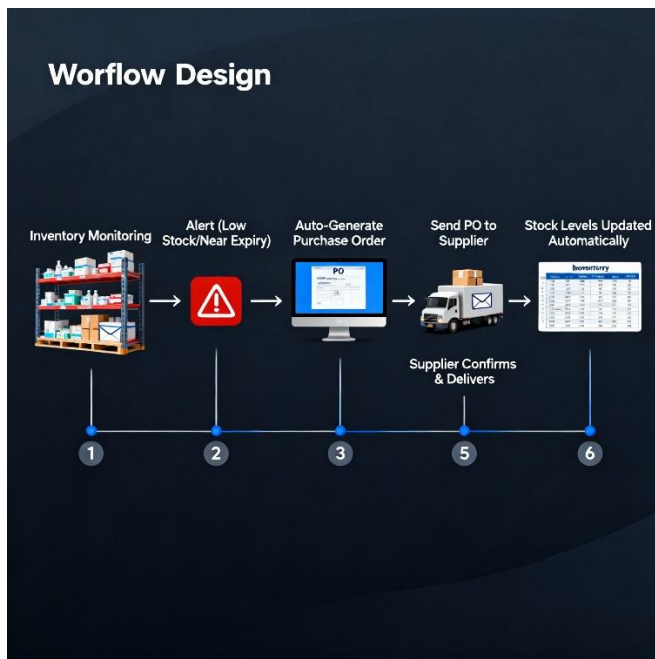 Worflow Design
Inventory Monitoring
Alert (Low
Stock/Near Expiry)
Auto-Generate
Purchase Order
Send PO to
Supplier
Stock Levels Updated
Automatically
PO
Inventory
Supplier Confirms
& Delivers
1
2
3
5
6